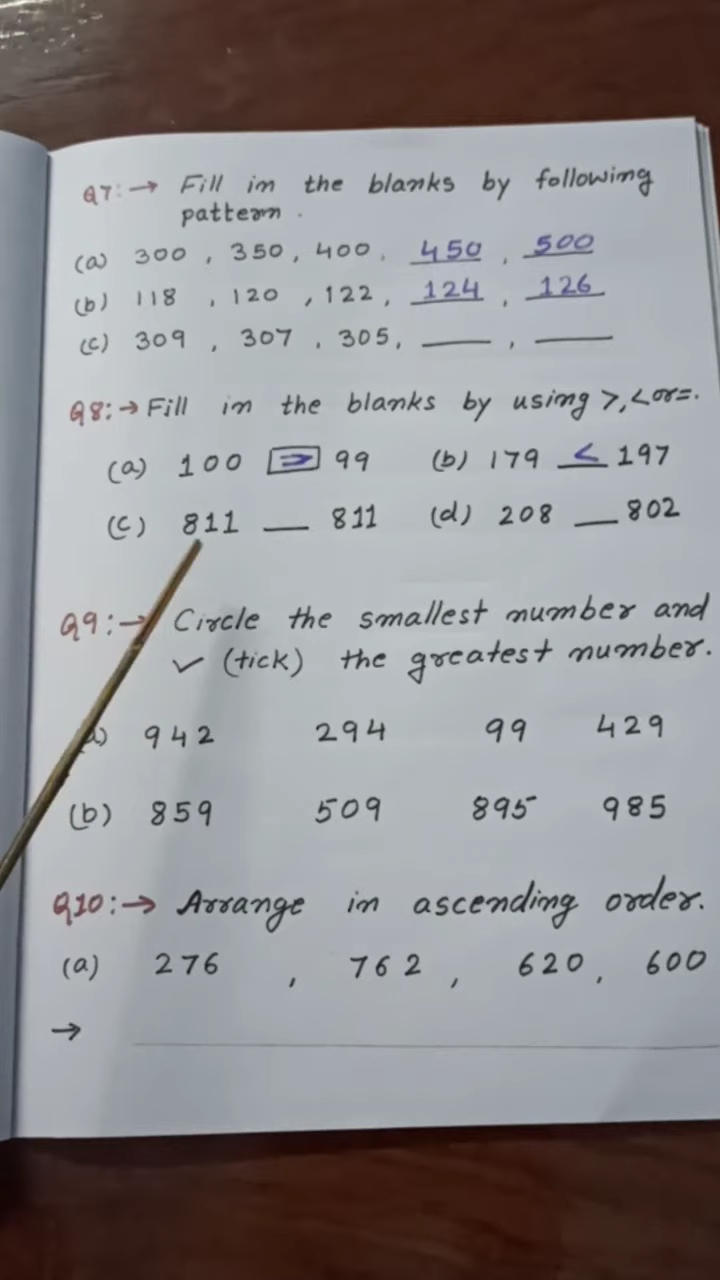 Q7:→ Fill in the blanks by following
pattern.
(a) 300, 350, 400, 450, 500
(b) 118, 120, 122, 124, 126
(c) 309, 307, 305, ___, ___
Q8:→ Fill in the blanks by using >, < or =.
(a) 100 > 99 (b) 179 < 197
(c) 811 __ 811 (d) 208 __ 802
Q9:→ Circle the smallest number and
✓ (tick) the greatest number.
942 294 99 429
(b) 859 509 895 985
Q10:→ Arrange in ascending order.
(a) 276, 762, 620, 600
→